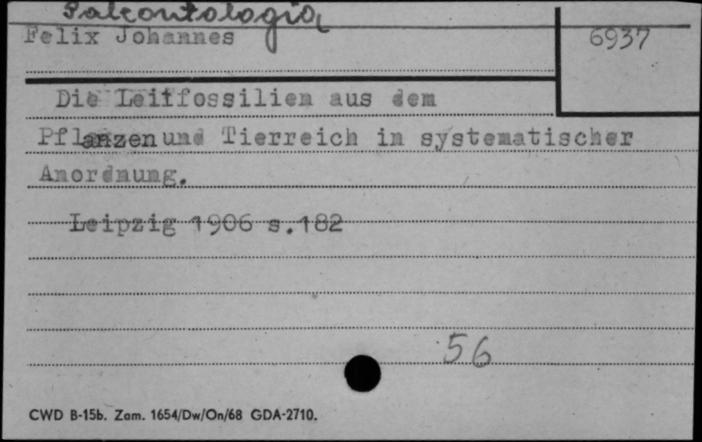 Paleontologia
Felix Johannes
6937
Die Leitfossilien aus dem
Pflanzen und Tierreich in systematischer
Anordnung.
Leipzig 1906 s.182
56
CWD B-15b. Zam. 1654/Dw/On/68 GDA-2710.